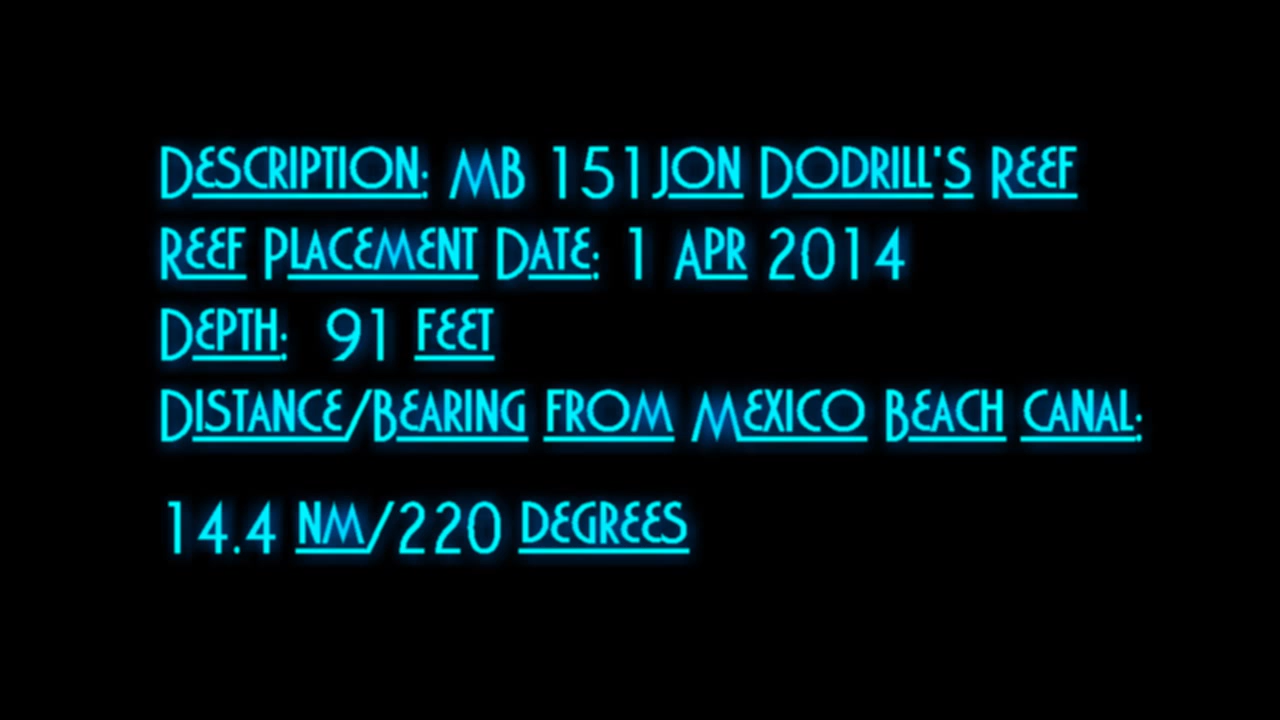 Description: MB 151 Jon Dodrill's Reef
Reef Placement Date: 1 Apr 2014
Depth: 91 feet
Distance/Bearing from Mexico Beach canal:
14.4 nm/220 degrees